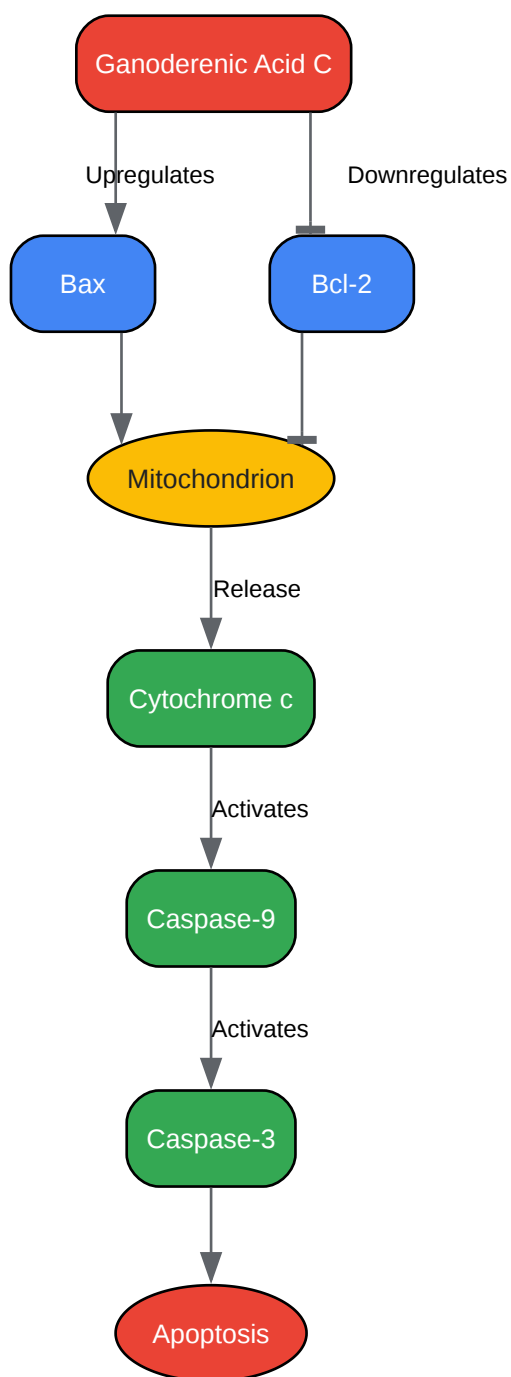 Ganoderenic Acid C
Upregulates
Downregulates
Bax
Bcl-2
Mitochondrion
Release
Cytochrome c
Activates
Caspase-9
Activates
Caspase-3
Apoptosis